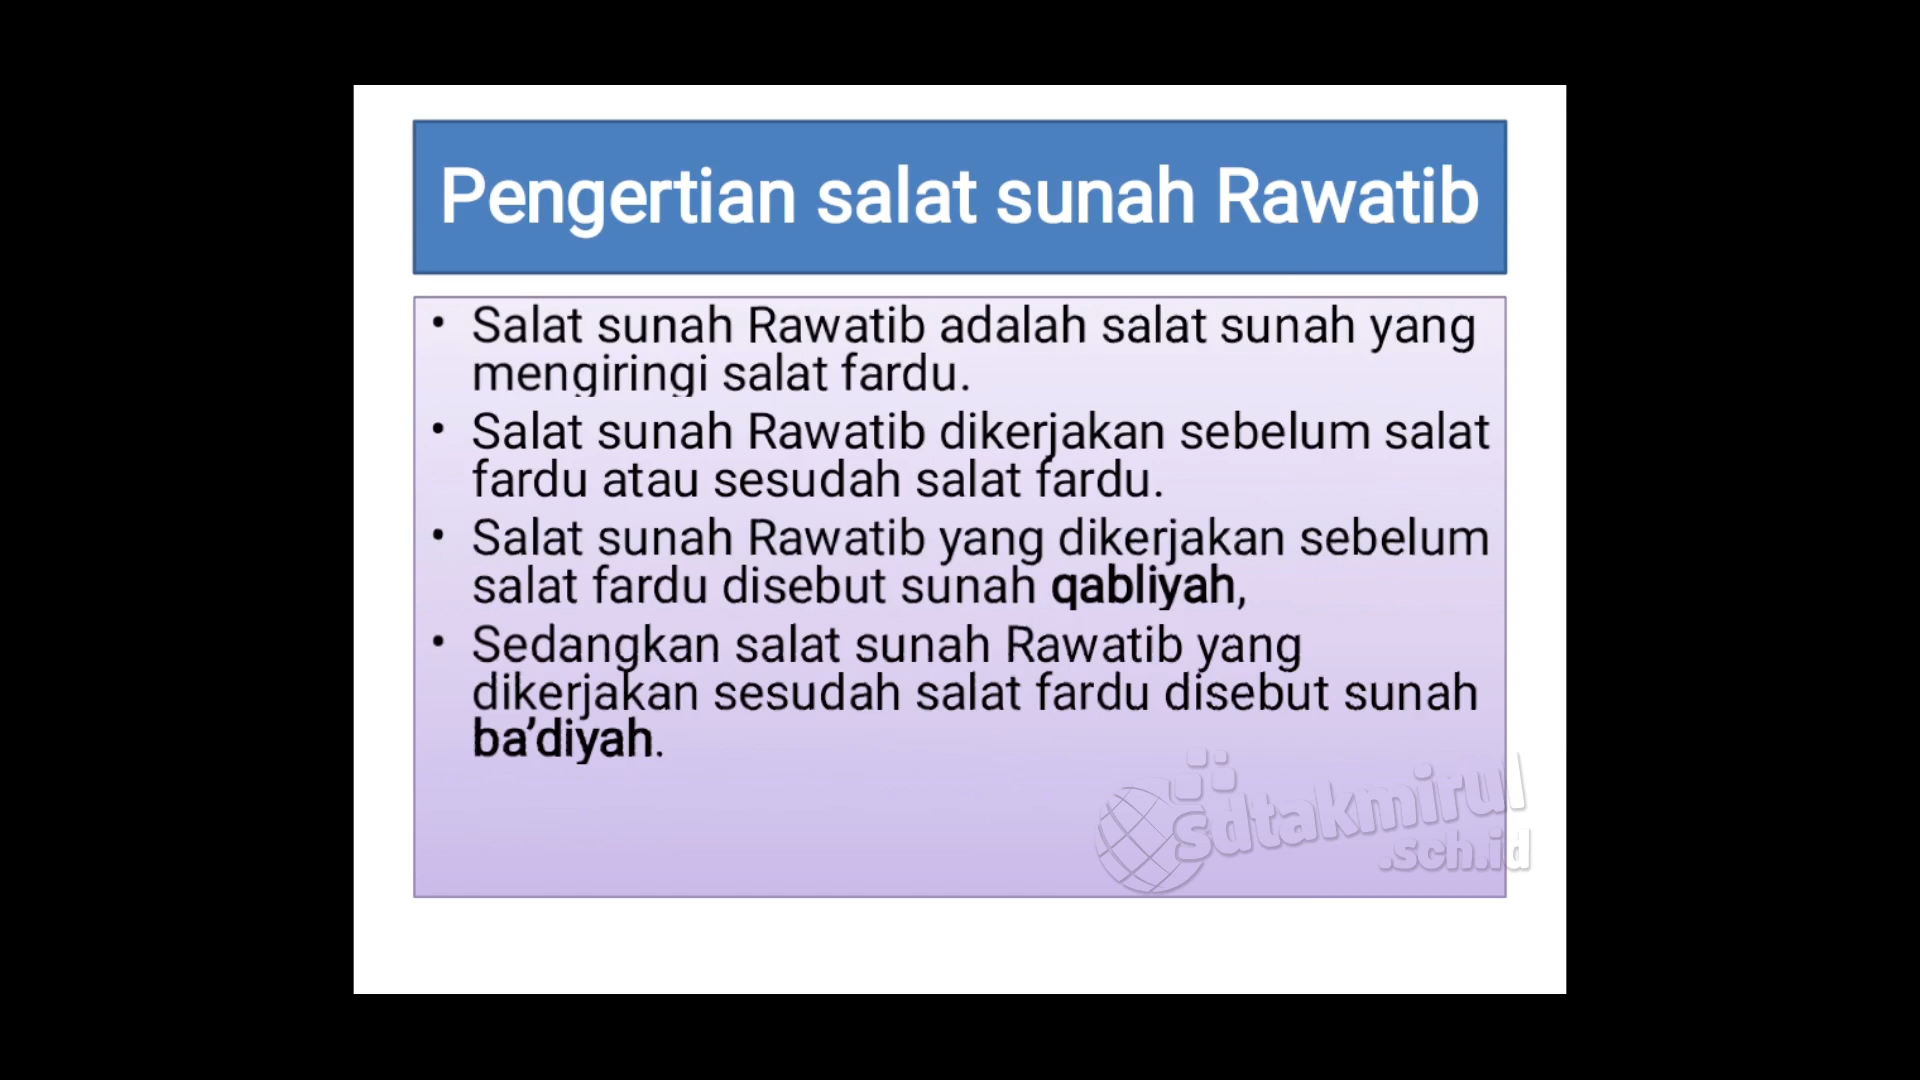 Pengertian salat sunah Rawatib
• Salat sunah Rawatib adalah salat sunah yang
mengiringi salat fardu.
• Salat sunah Rawatib dikerjakan sebelum salat
fardu atau sesudah salat fardu.
• Salat sunah Rawatib yang dikerjakan sebelum
salat fardu disebut sunah qabliyah,
• Sedangkan salat sunah Rawatib yang
dikerjakan sesudah salat fardu disebut sunah
ba’diyah.
sdtakmirul
.sch.id